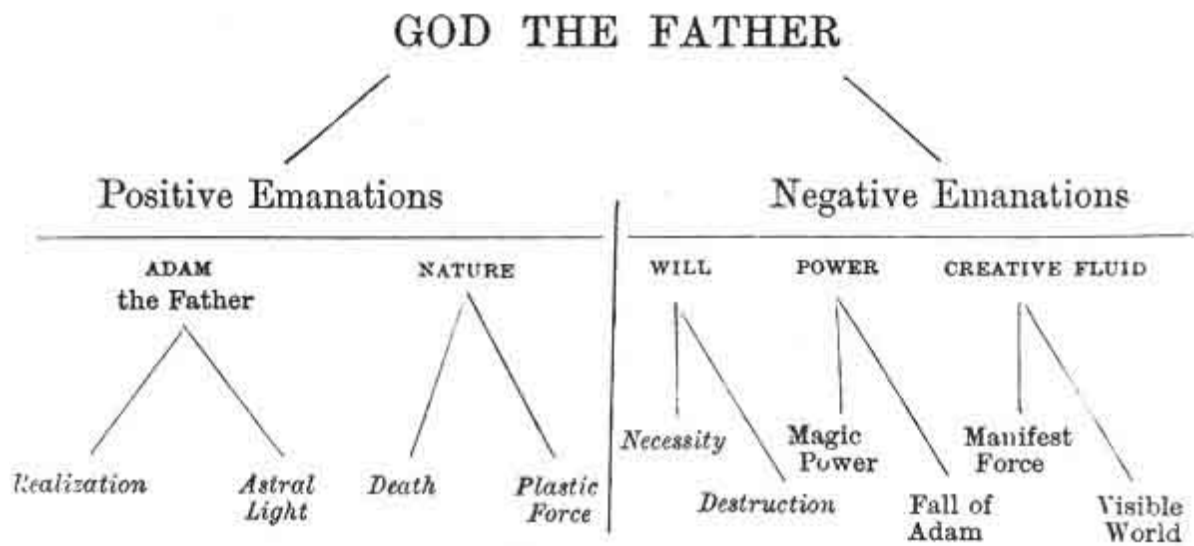 GOD THE FATHER
Positive Emanations
Negative Emanations
ADAM
the Father
NATURE
WILL
POWER
CREATIVE FLUID
Realization
Astral
Light
Death
Plastic
Force
Necessity
Destruction
Magic
Power
Fall of
Adam
Manifest
Force
Visible
World